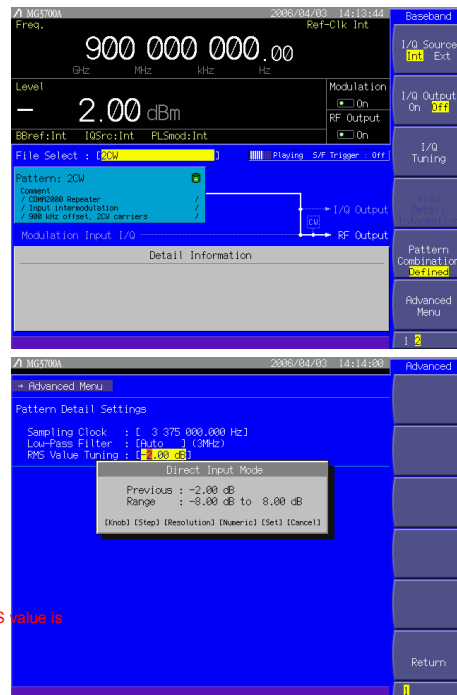 MG3700A 2006/04/03 14:13:44 Baseband
Freq. Ref-Clk Int
900 000 000.00
GHz MHz kHz Hz
I/Q Source
Int Ext
Level Modulation
On
- 2.00 dBm
RF Output
On
I/Q Output
On Off
BBref:Int IQSrc:Int PLSmod:Int
File Select : [2CW ] Playing S/F Trigger : Off
I/Q
Tuning
Pattern: 2CW
Comment
/ CDMA2000 Repeater /
/ Input intermodulation /
/ 900 kHz offset, 2CW carriers /
I/Q Output
CW
Modulation Input I/Q RF Output
View
Detail
Information
Detail Information
Pattern
Combination
Defined
Advanced
Menu
1 2
MG3700A 2006/04/03 14:14:00 Advanced
→ Advanced Menu
Pattern Detail Settings
Sampling Clock : [ 3 375 000.000 Hz]
Low-Pass Filter : [Auto ] (3MHz)
RMS Value Tuning : [-2.00 dB]
Direct Input Mode
Previous : -2.00 dB
Range : -8.00 dB to 8.00 dB
[Knob] [Step] [Resolution] [Numeric] [Set] [Cancel]
S value is
Return
1